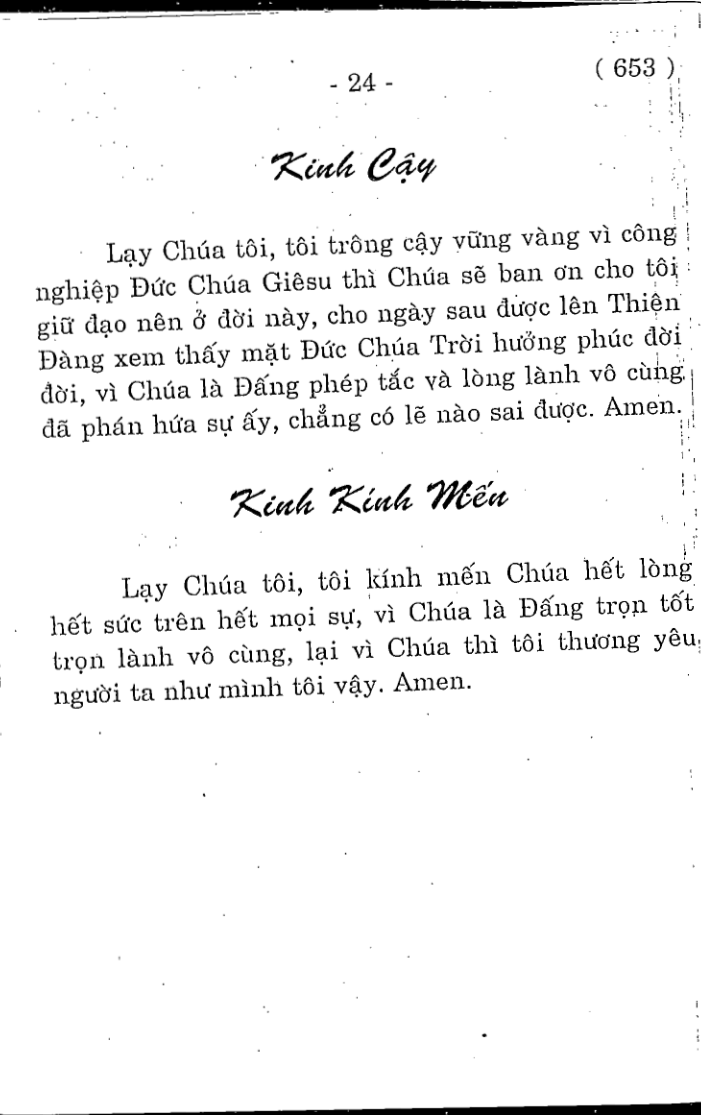 ( 653 )
- 24 -
Kinh Cậy
Lạy Chúa tôi, tôi trông cậy vững vàng vì công
nghiệp Đức Chúa Giêsu thì Chúa sẽ ban ơn cho tôi
giữ đạo nên ở đời này, cho ngày sau được lên Thiên
Đàng xem thấy mặt Đức Chúa Trời hưởng phúc đời
đời, vì Chúa là Đấng phép tắc và lòng lành vô cùng
đã phán hứa sự ấy, chẳng có lẽ nào sai được. Amen.
Kinh Kính Mến
Lạy Chúa tôi, tôi kính mến Chúa hết lòng
hết sức trên hết mọi sự, vì Chúa là Đấng trọn tốt
trọn lành vô cùng, lại vì Chúa thì tôi thương yêu
người ta như mình tôi vậy. Amen.